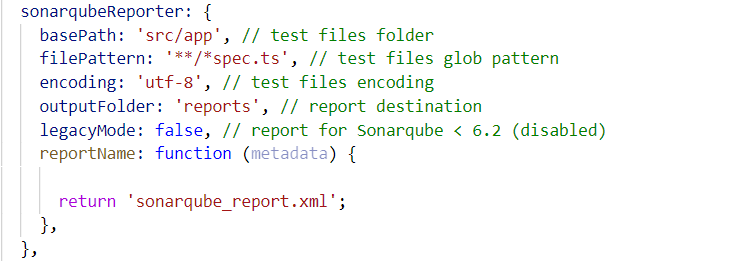 sonarqubeReporter: {
basePath: 'src/app', // test files folder
filePattern: '**/*spec.ts', // test files glob pattern
encoding: 'utf-8', // test files encoding
outputFolder: 'reports', // report destination
legacyMode: false, // report for Sonarqube < 6.2 (disabled)
reportName: function (metadata) {
return 'sonarqube_report.xml';
},
},